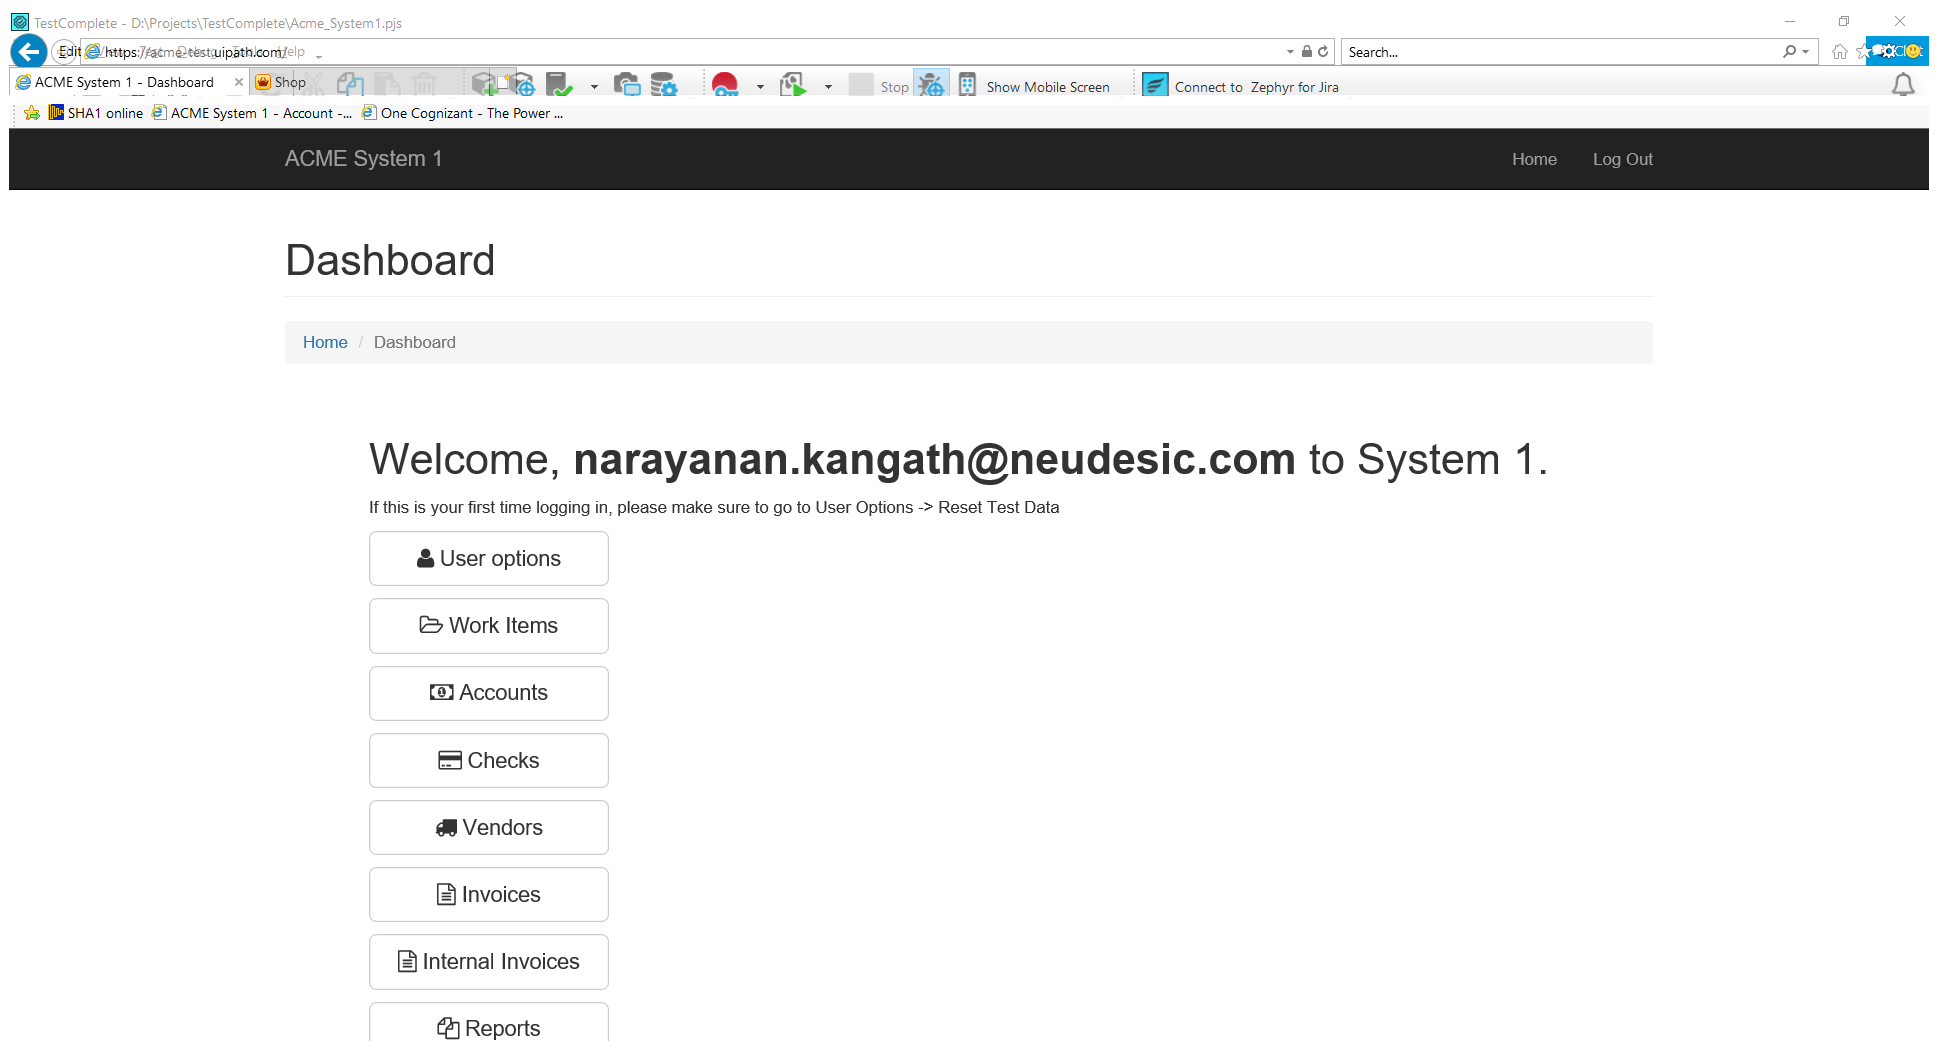 TestComplete - D:\Projects\TestComplete\Acme_System1.pjs
Edit https://acme-test.uipath.com/ Help Search...
ACME System 1 - Dashboard Shop Stop Show Mobile Screen Connect to Zephyr for Jira
SHA1 online ACME System 1 - Account -... One Cognizant - The Power ...
ACME System 1 Home Log Out
Dashboard
Home / Dashboard
Welcome, narayanan.kangath@neudesic.com to System 1.
If this is your first time logging in, please make sure to go to User Options -> Reset Test Data
User options
Work Items
Accounts
Checks
Vendors
Invoices
Internal Invoices
Reports